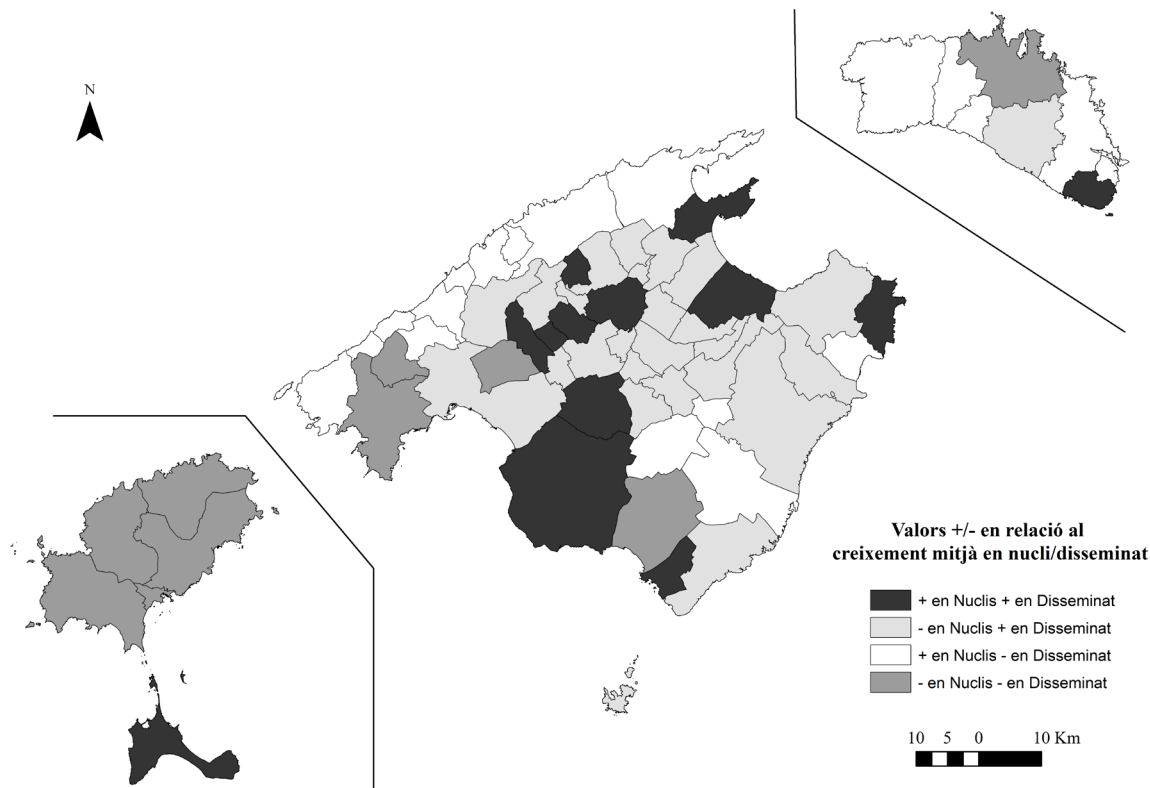 N
Valors +/- en relació al
creixement mitjà en nucli/disseminat
+ en Nuclis + en Disseminat
- en Nuclis + en Disseminat
+ en Nuclis - en Disseminat
- en Nuclis - en Disseminat
10 5 0 10 Km